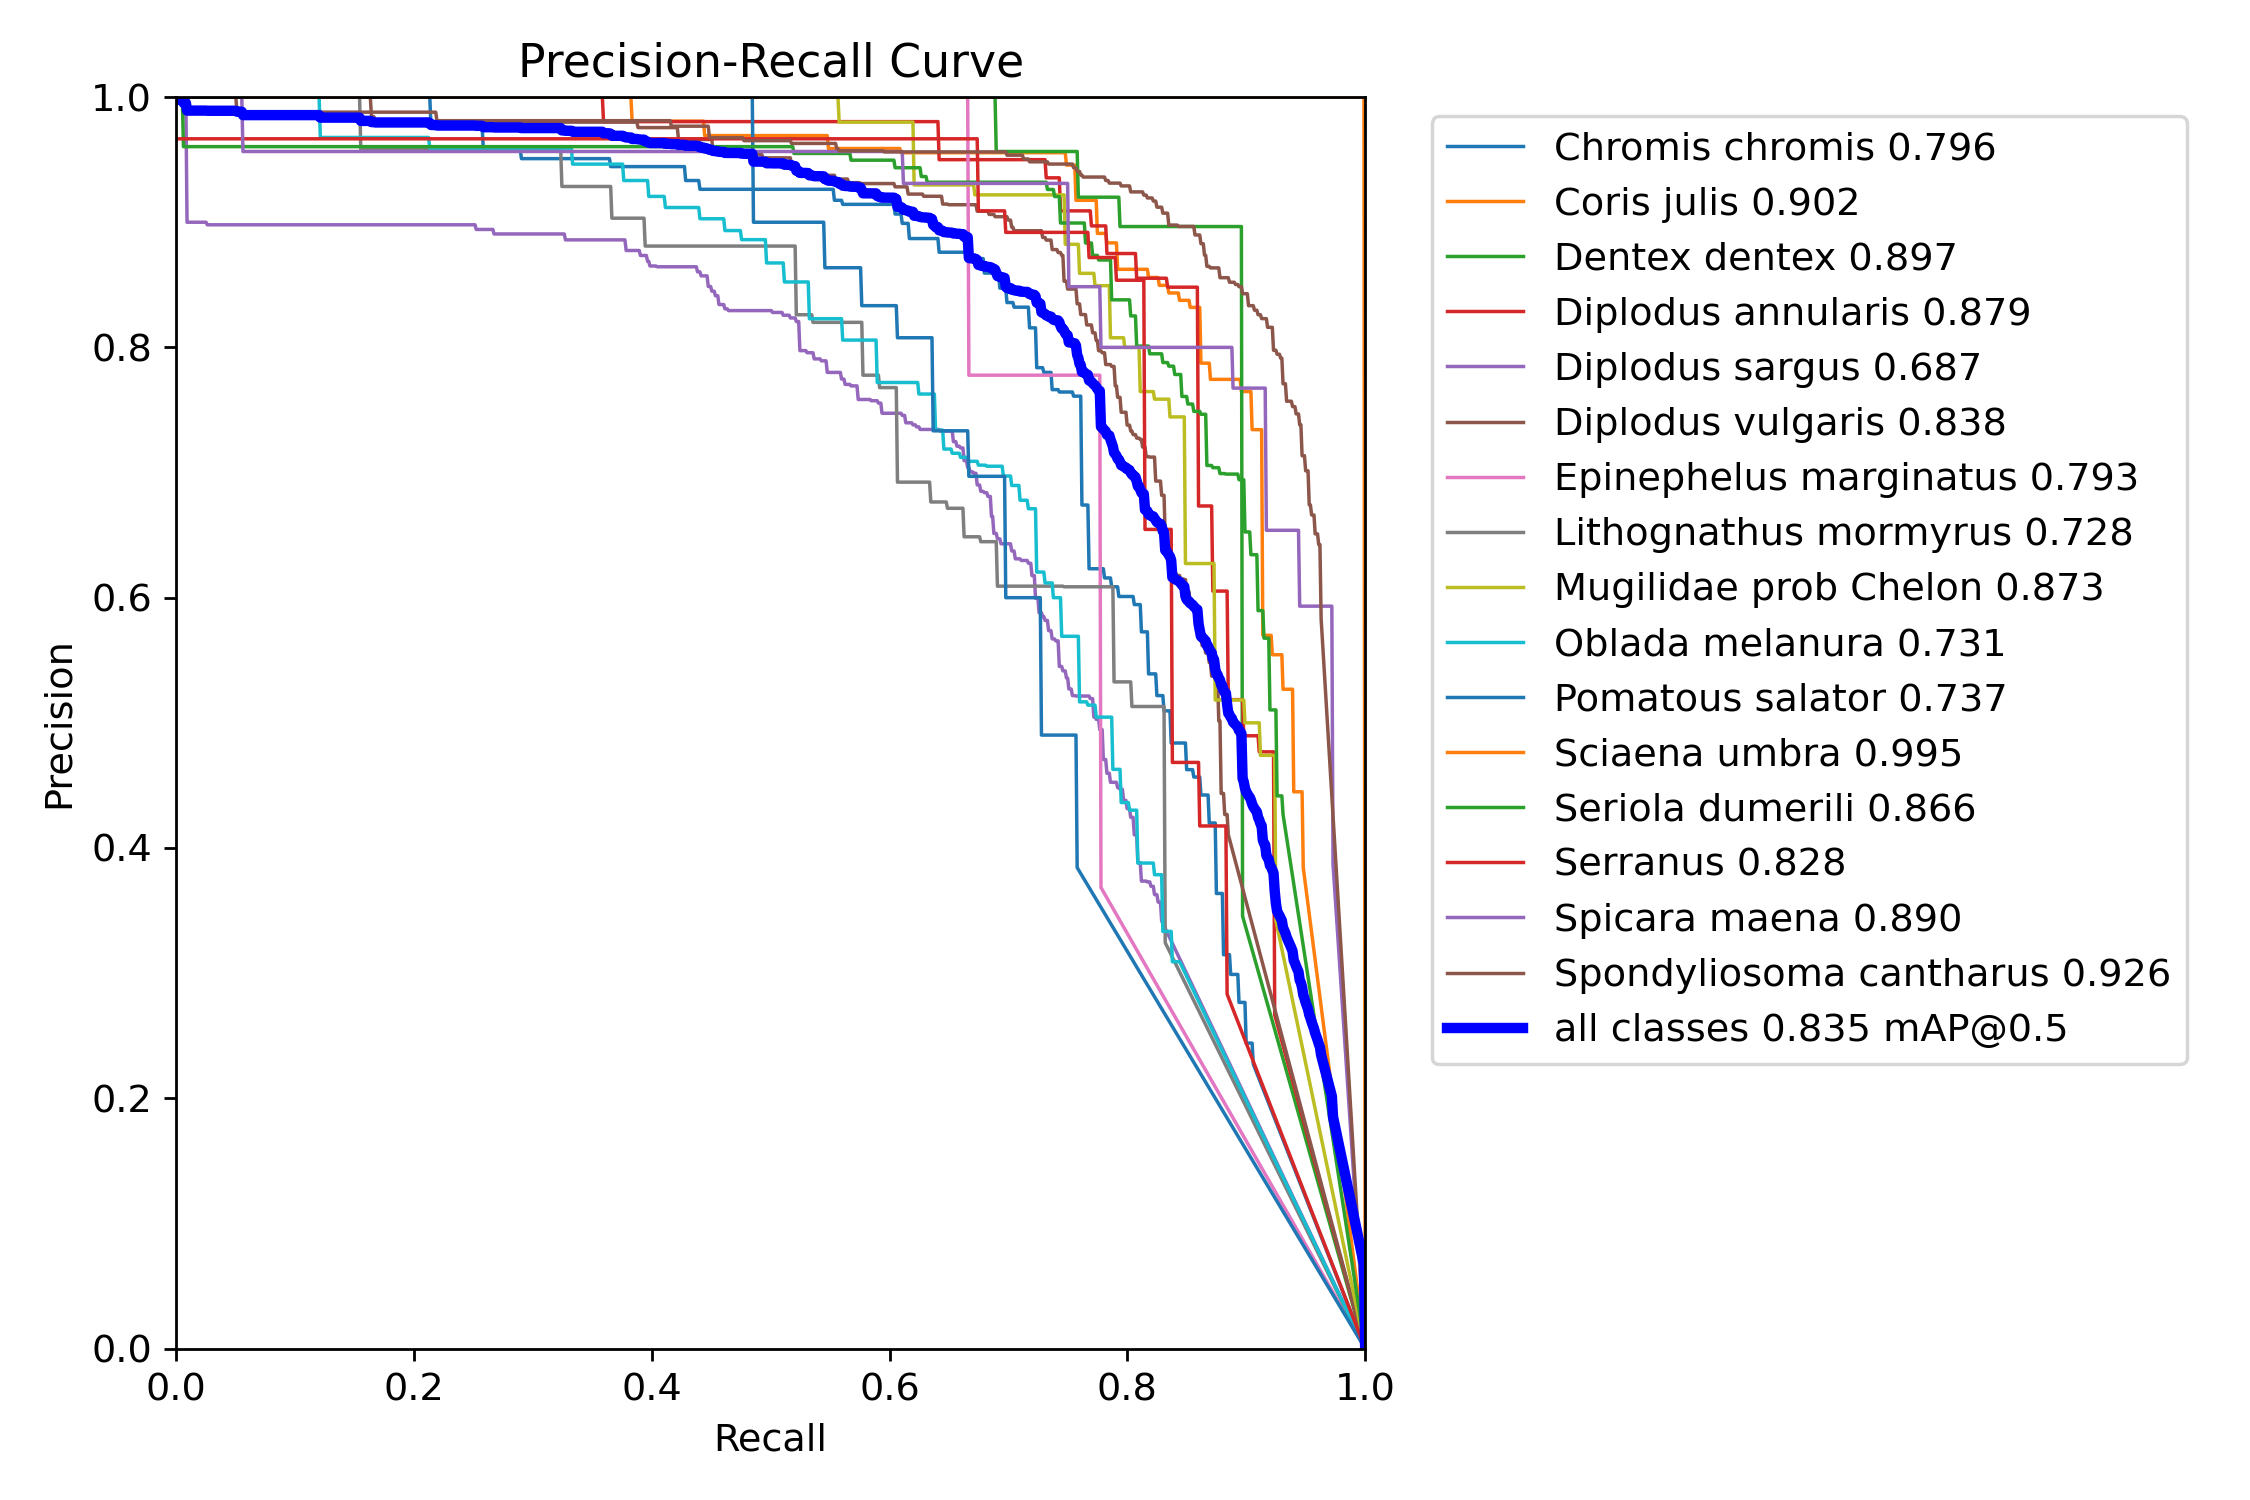 Precision-Recall Curve
1.0
0.8
0.6
0.4
0.2
0.0
Precision
0.0 0.2 0.4 0.6 0.8 1.0
Recall
Chromis chromis 0.796
Coris julis 0.902
Dentex dentex 0.897
Diplodus annularis 0.879
Diplodus sargus 0.687
Diplodus vulgaris 0.838
Epinephelus marginatus 0.793
Lithognathus mormyrus 0.728
Mugilidae prob Chelon 0.873
Oblada melanura 0.731
Pomatous salator 0.737
Sciaena umbra 0.995
Seriola dumerili 0.866
Serranus 0.828
Spicara maena 0.890
Spondyliosoma cantharus 0.926
all classes 0.835 mAP@0.5